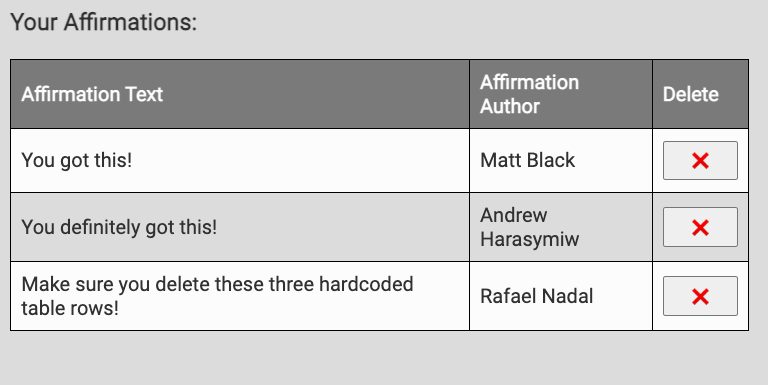 Your Affirmations:
Affirmation Text
Affirmation
Author
Delete
You got this!
Matt Black
You definitely got this!
Andrew
Harasymiw
Make sure you delete these three hardcoded
table rows!
Rafael Nadal